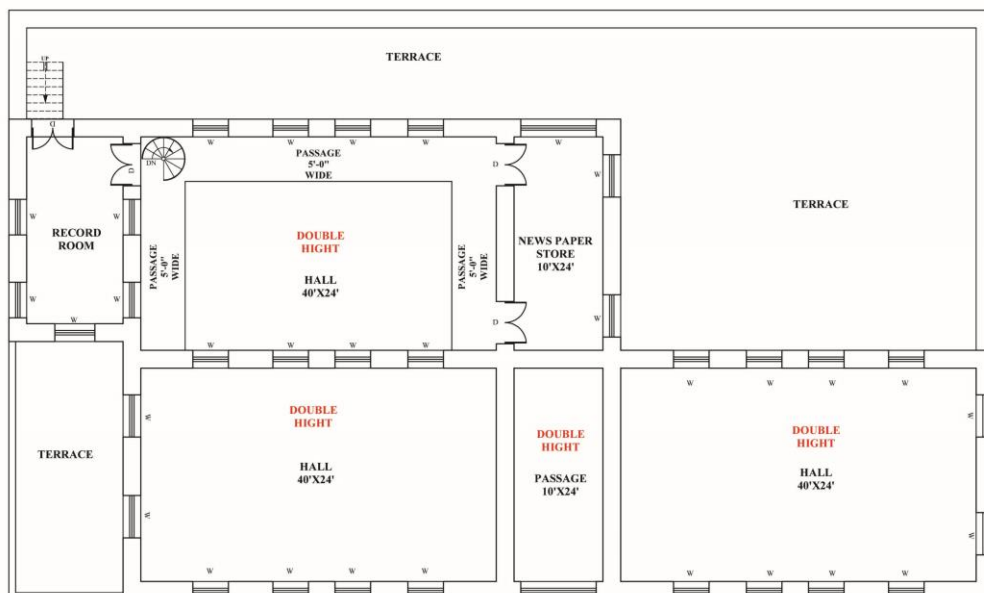 TERRACE
UP
D
DN
D
W
W
W
W
PASSAGE
5'-0"
WIDE
D
W
W
TERRACE
W
RECORD
ROOM
W
W
W
W
DOUBLE
HIGHT
HALL
40'X24'
PASSAGE
5'-0"
WIDE
PASSAGE
5'-0"
WIDE
NEWS PAPER
STORE
10'X24'
D
W
W
W
W
W
W
TERRACE
W
W
DOUBLE
HIGHT
HALL
40'X24'
W
W
W
W
DOUBLE
HIGHT
PASSAGE
10'X24'
W
W
W
W
DOUBLE
HIGHT
HALL
40'X24'
W
W
W
W
W
W